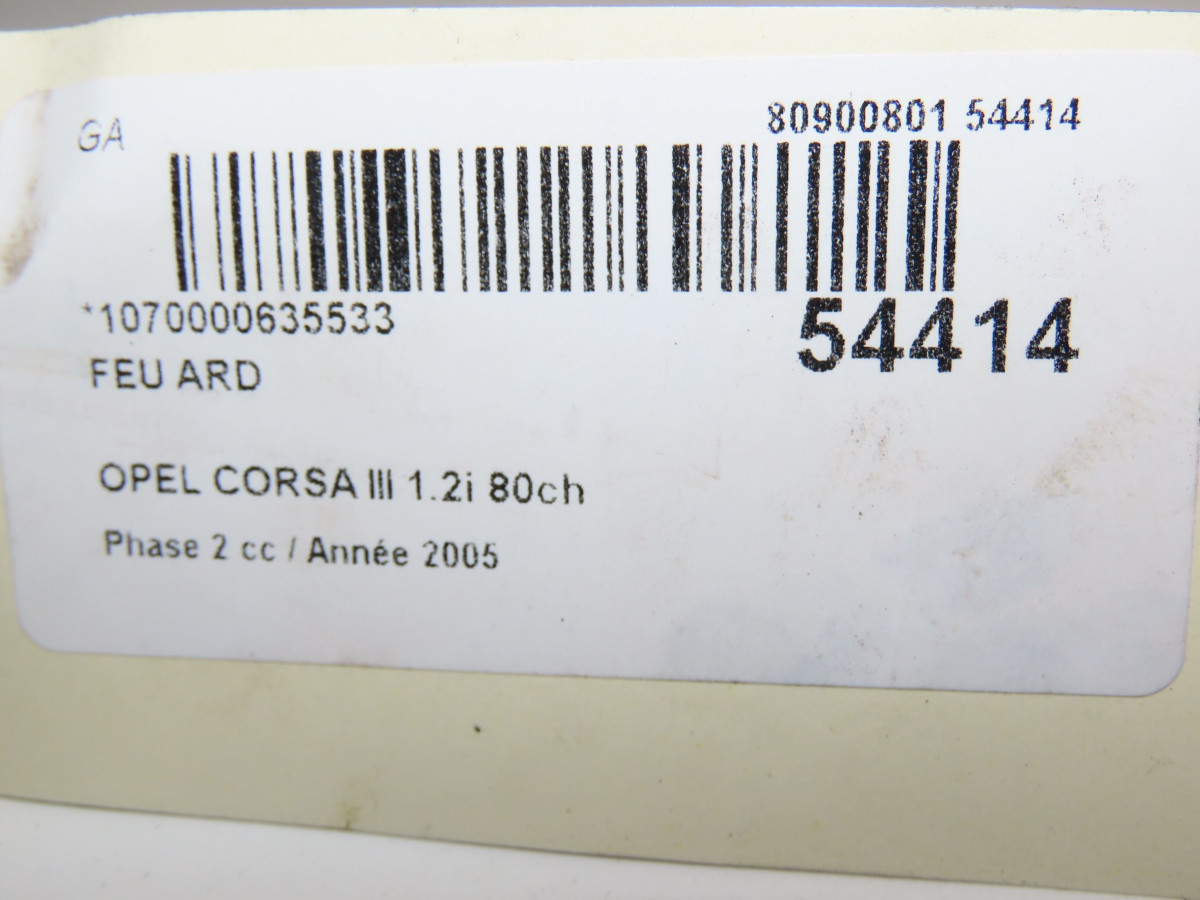 GA
80900801 54414
*1070000635533
54414
FEU ARD
OPEL CORSA III 1.2i 80ch
Phase 2 cc / Année 2005